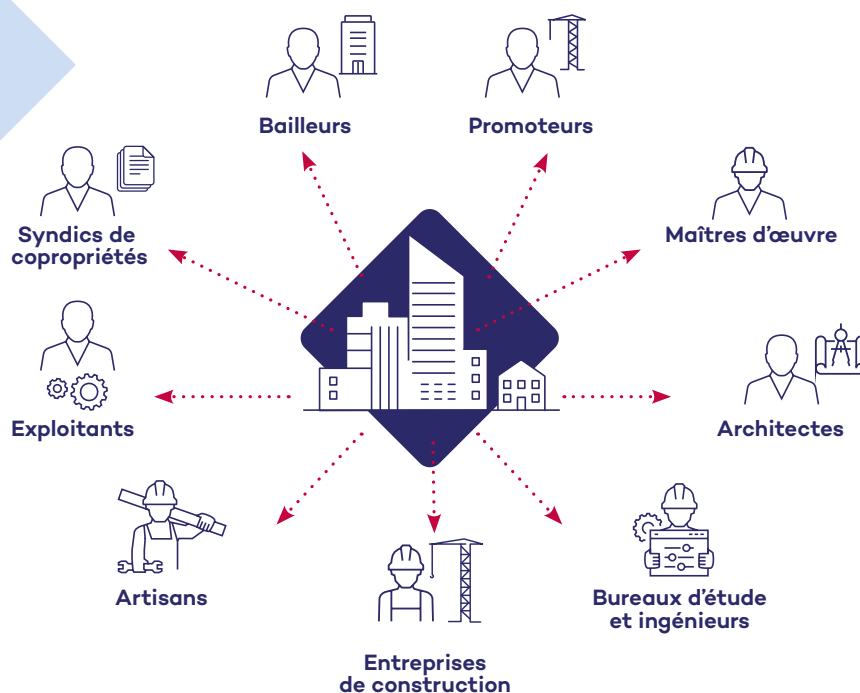 Bailleurs
Promoteurs
Syndics de
copropriétés
Maîtres d'œuvre
Exploitants
Architectes
Artisans
Bureaux d'étude
et ingénieurs
Entreprises
de construction